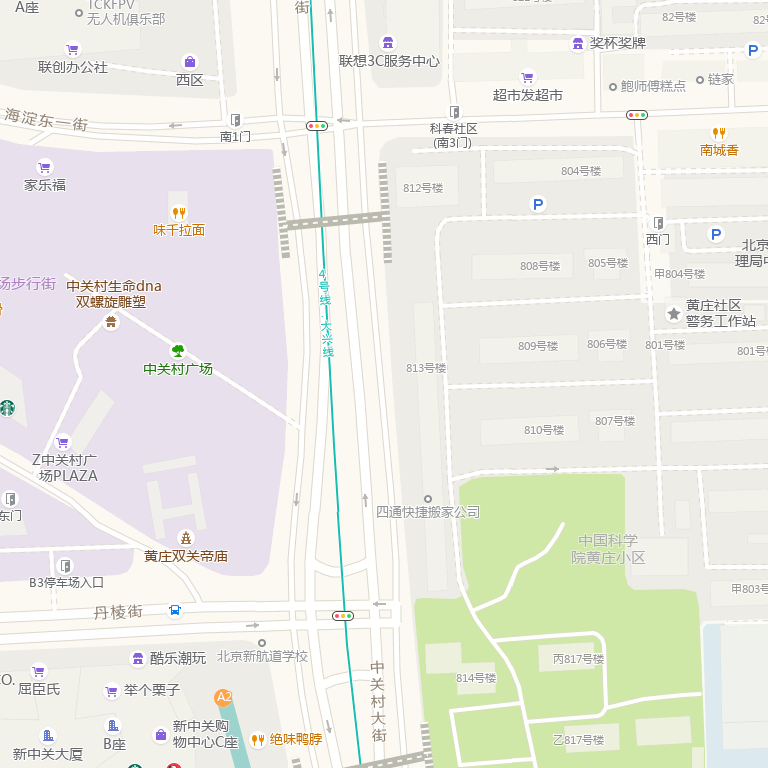 A座
TCKFPV
无人机俱乐部
街
82号
82号楼
联创办公社
西区
联想3C服务中心
奖杯奖牌
P
超市发超市
鲍师傅糕点
链家
海淀东一街
南1门
科春社区
(南3门)
南城香
家乐福
812号楼
804号楼
P
味千拉面
西门
P
北京
理局中
场步行街
中关村生命dna
双螺旋雕塑
4号线·大兴线
808号楼
805号楼
甲804号楼
黄庄社区
警务工作站
809号楼
806号楼
801号楼
801号
中关村广场
813号楼
810号楼
807号楼
Z中关村广
场PLAZA
东门
四通快捷搬家公司
中国科学
院黄庄小区
黄庄双关帝庙
B3停车场入口
甲803号
丹棱街
酷乐潮玩
北京新航道学校
丙817号楼
CO.
屈臣氏
举个栗子
A2
中关村大街
814号楼
新中关购
物中心C座
绝味鸭脖
B座
新中关大厦
乙817号楼